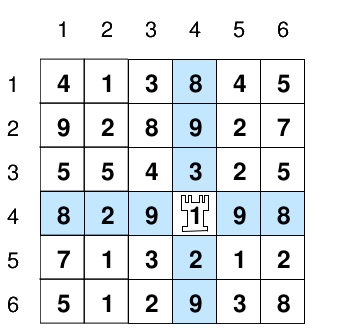 1 2 3 4 5 6
1 4 1 3 8 4 5
2 9 2 8 9 2 7
3 5 5 4 3 2 5
4 8 2 9 1 9 8
5 7 1 3 2 1 2
6 5 1 2 9 3 8